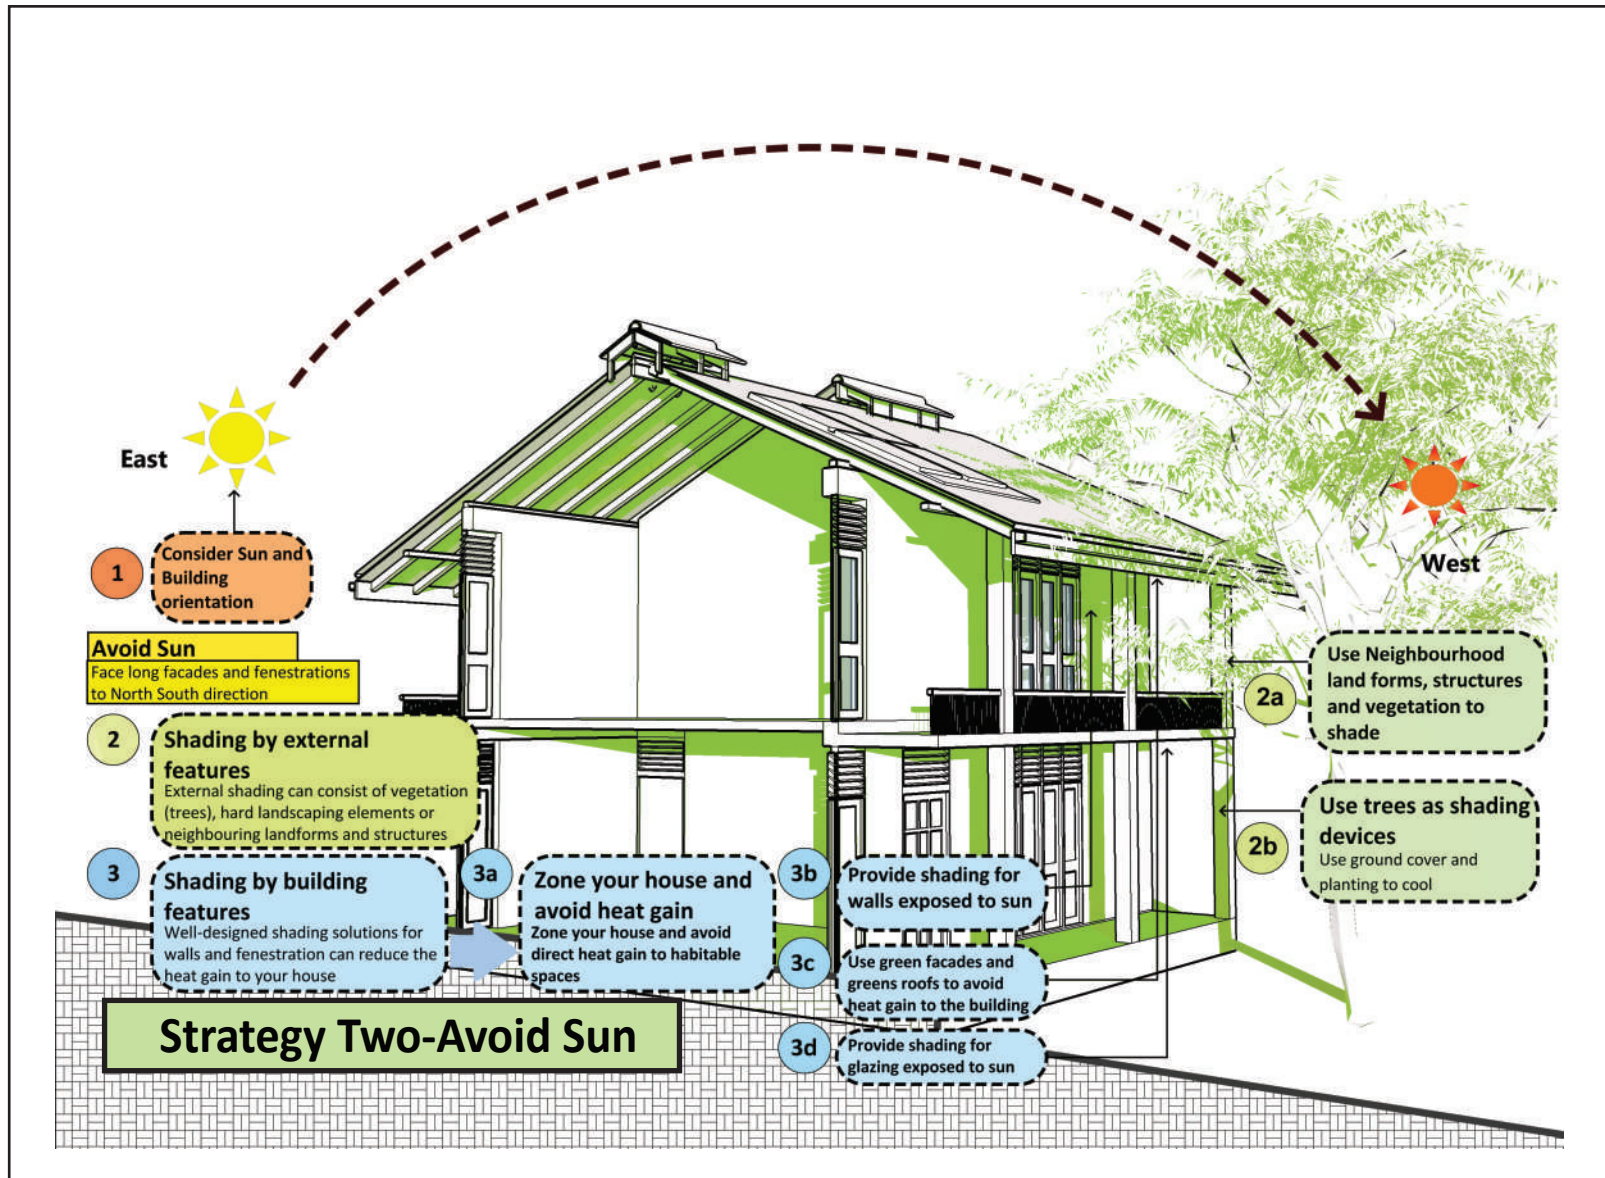 East
West
1
Consider Sun and
Building
orientation
Avoid Sun
Face long facades and fenestrations
to North South direction
2
Shading by external
features
External shading can consist of vegetation
(trees), hard landscaping elements or
neighbouring landforms and structures
2a
Use Neighbourhood
land forms, structures
and vegetation to
shade
2b
Use trees as shading
devices
Use ground cover and
planting to cool
3
Shading by building
features
Well-designed shading solutions for
walls and fenestration can reduce the
heat gain to your house
3a
Zone your house and
avoid heat gain
Zone your house and avoid
direct heat gain to habitable
spaces
3b
Provide shading for
walls exposed to sun
3c
Use green facades and
greens roofs to avoid
heat gain to the building
3d
Provide shading for
glazing exposed to sun
Strategy Two-Avoid Sun